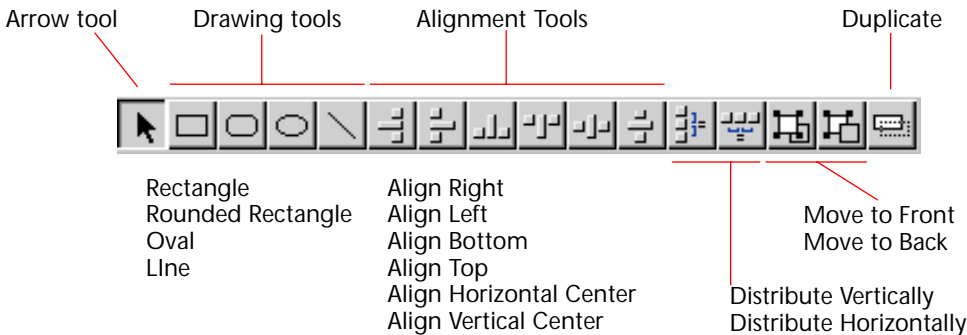 Arrow tool
Drawing tools
Alignment Tools
Duplicate
Rectangle
Rounded Rectangle
Oval
LIne
Align Right
Align Left
Align Bottom
Align Top
Align Horizontal Center
Align Vertical Center
Distribute Vertically
Distribute Horizontally
Move to Front
Move to Back